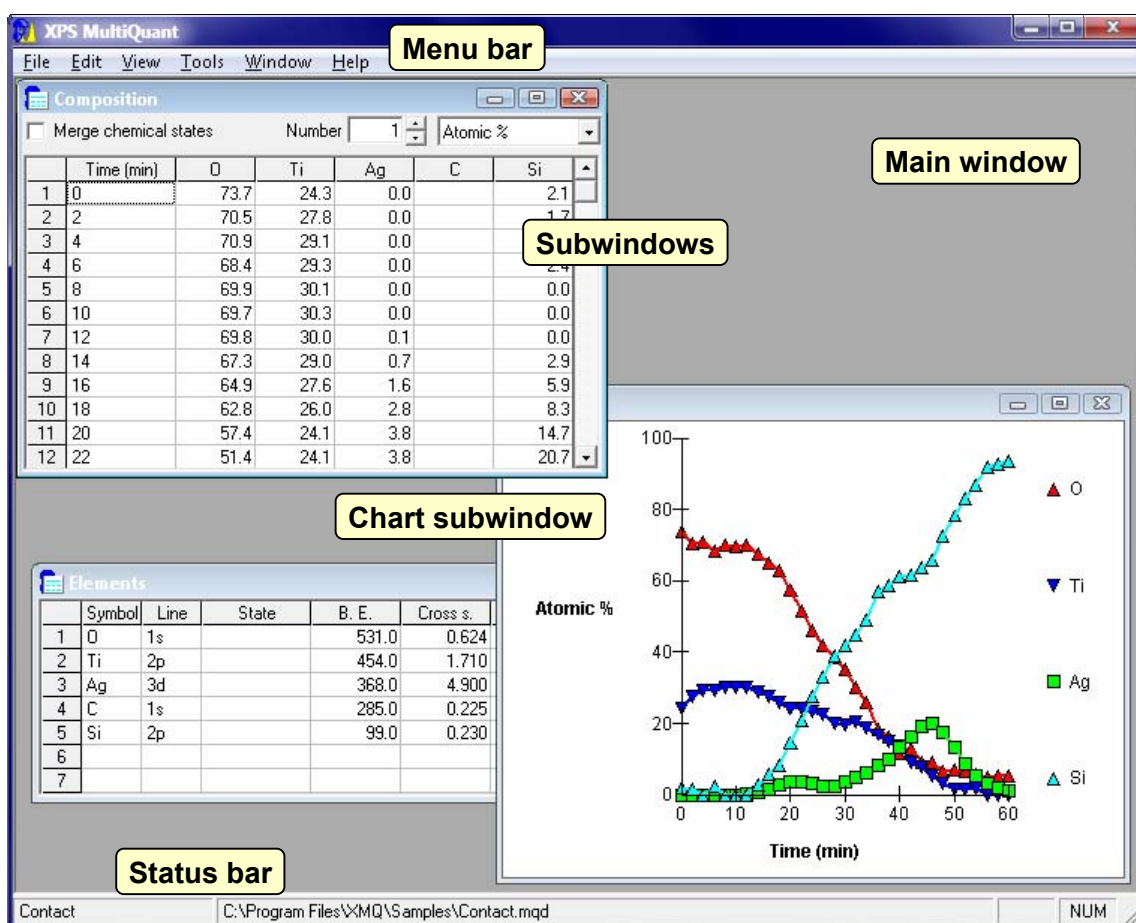 XPS MultiQuant
Menu bar
File Edit View Tools Window Help
Composition
Merge chemical states Number 1 Atomic %
Time (min) O Ti Ag C Si
1 0 73.7 24.3 0.0 2.1
2 2 70.5 27.8 0.0 1.7
3 4 70.9 29.1 0.0
4 6 68.4 29.3 0.0 2.4
5 8 69.9 30.1 0.0 0.0
6 10 69.7 30.3 0.0 0.0
7 12 69.8 30.0 0.1 0.0
8 14 67.3 29.0 0.7 2.9
9 16 64.9 27.6 1.6 5.9
10 18 62.8 26.0 2.8 8.3
11 20 57.4 24.1 3.8 14.7
12 22 51.4 24.1 3.8 20.7
Main window
Subwindows
Chart subwindow
Elements
Symbol Line State B. E. Cross s.
1 O 1s 531.0 0.624
2 Ti 2p 454.0 1.710
3 Ag 3d 368.0 4.900
4 C 1s 285.0 0.225
5 Si 2p 99.0 0.230
6
7
Atomic %
100
80
60
40
20
0
0 10 20 30 40 50 60
Time (min)
O
Ti
Ag
Si
Status bar
Contact C:\Program Files\XMQ\Samples\Contact.mqd NUM